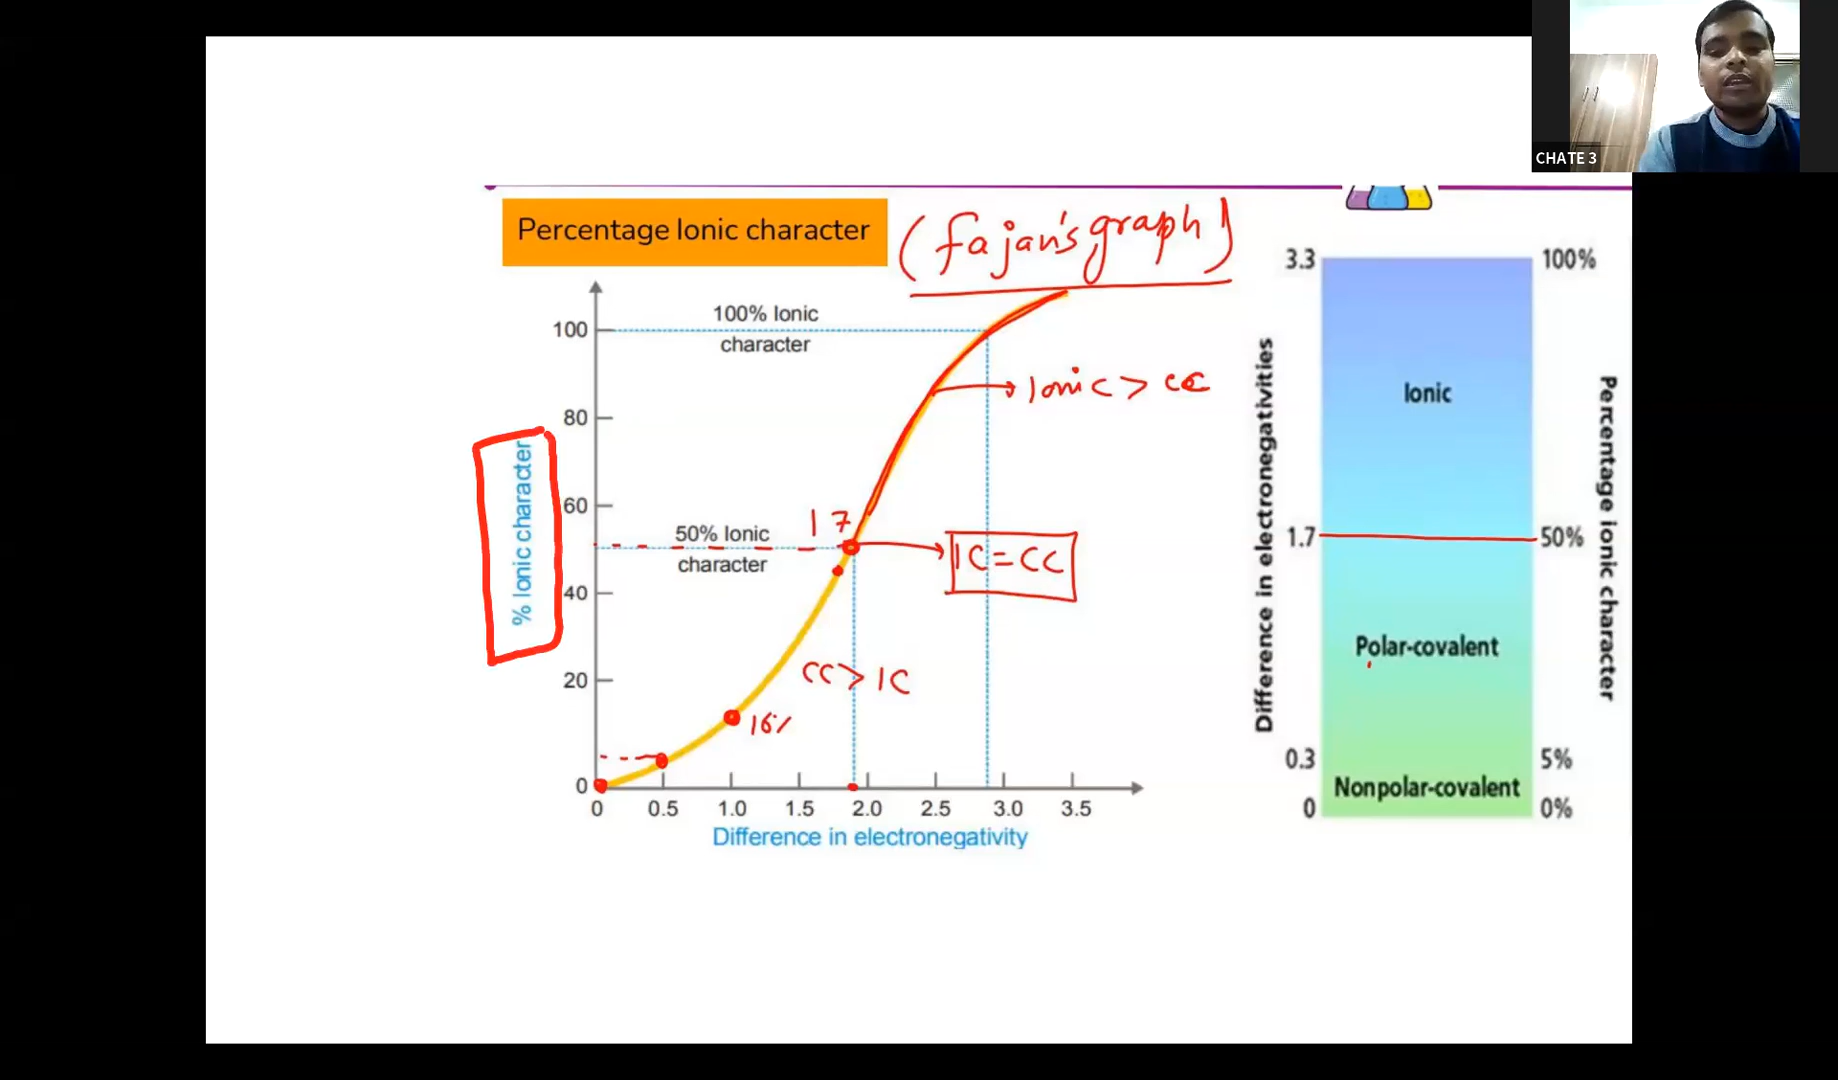 CHATE 3
Percentage Ionic character (Fajan's graph)
% Ionic character
100
80
60
40
20
0
100% Ionic
character
Ionic > CC
17
50% Ionic
character
IC = CC
CC > IC
16%
0 0.5 1.0 1.5 2.0 2.5 3.0 3.5
Difference in electronegativity
Difference in electronegativities
3.3 100%
Ionic
1.7 50%
Polar-covalent
0.3 5%
Nonpolar-covalent
0 0%
Percentage ionic character